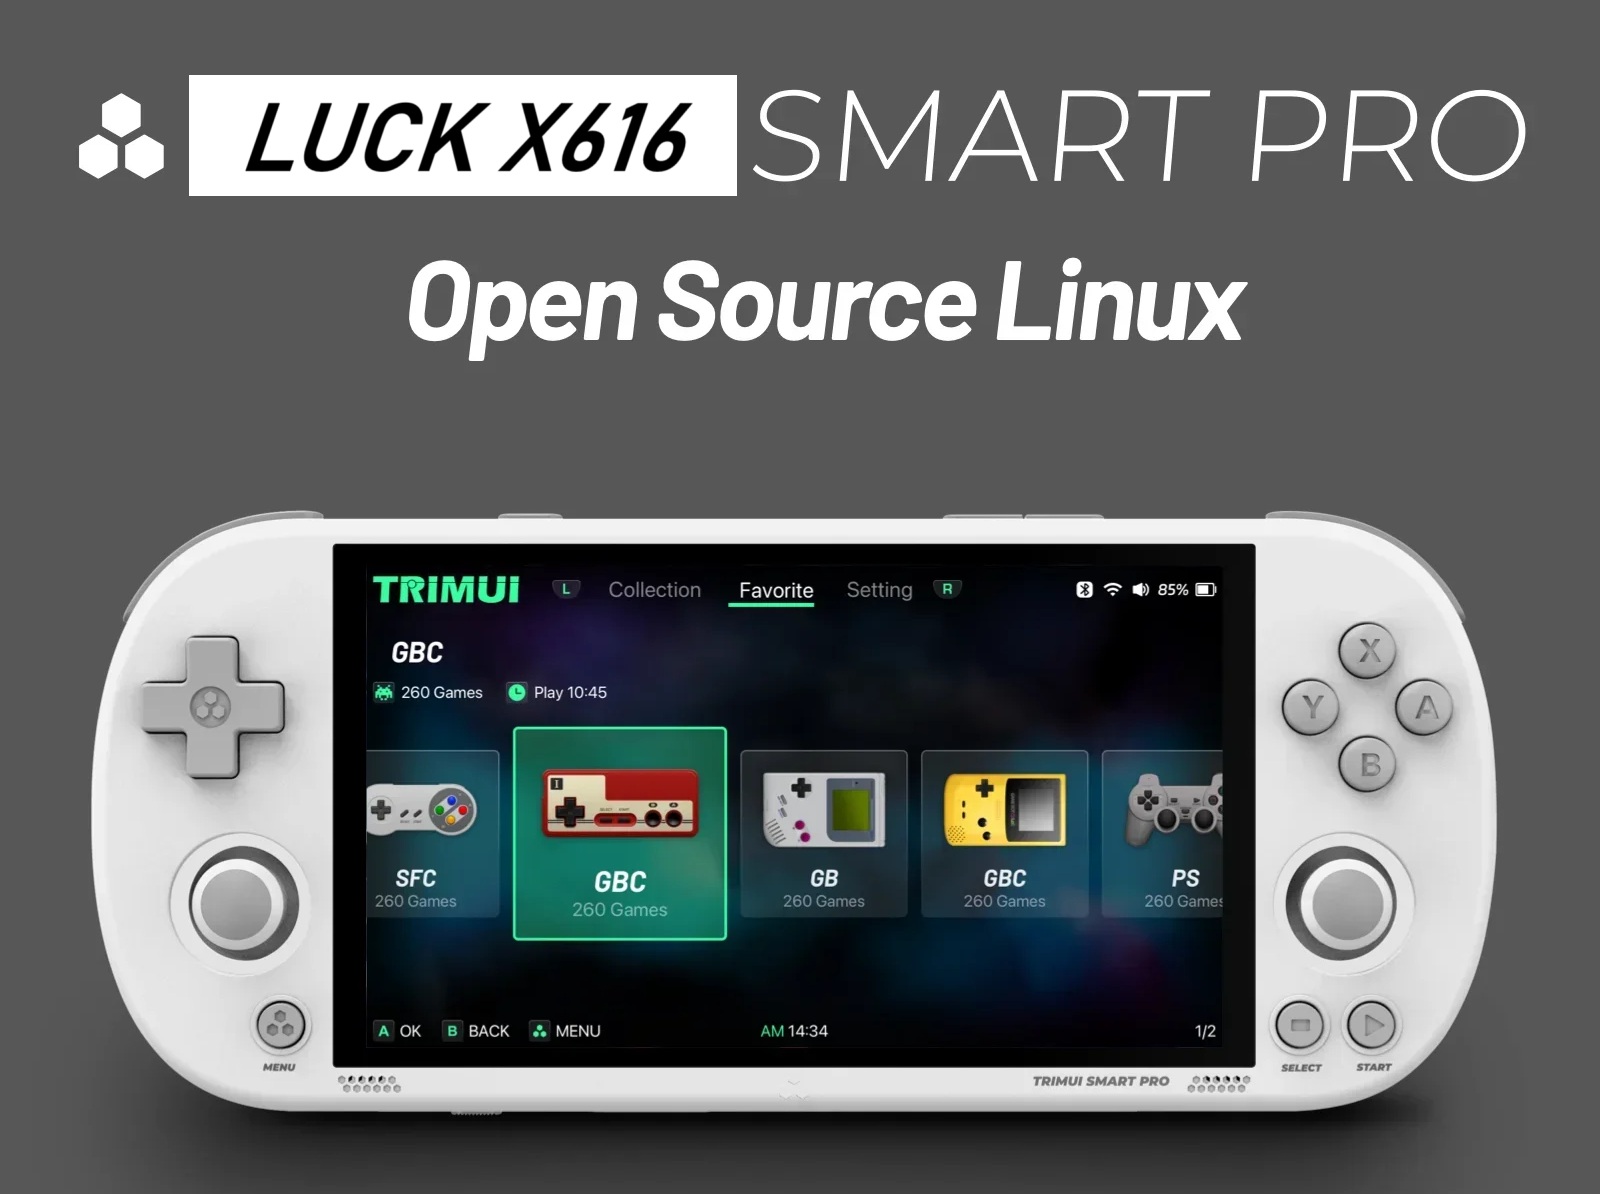 LUCK X616 SMART PRO
Open Source Linux
TRIMUI L Collection Favorite Setting R 85%
GBC
260 Games Play 10:45
SFC GBC GB GBC PS
260 Games 260 Games 260 Games 260 Games 260 Games
A OK B BACK MENU AM 14:34 1/2
X
Y A
B
MENU
SELECT START
TRIMUI SMART PRO